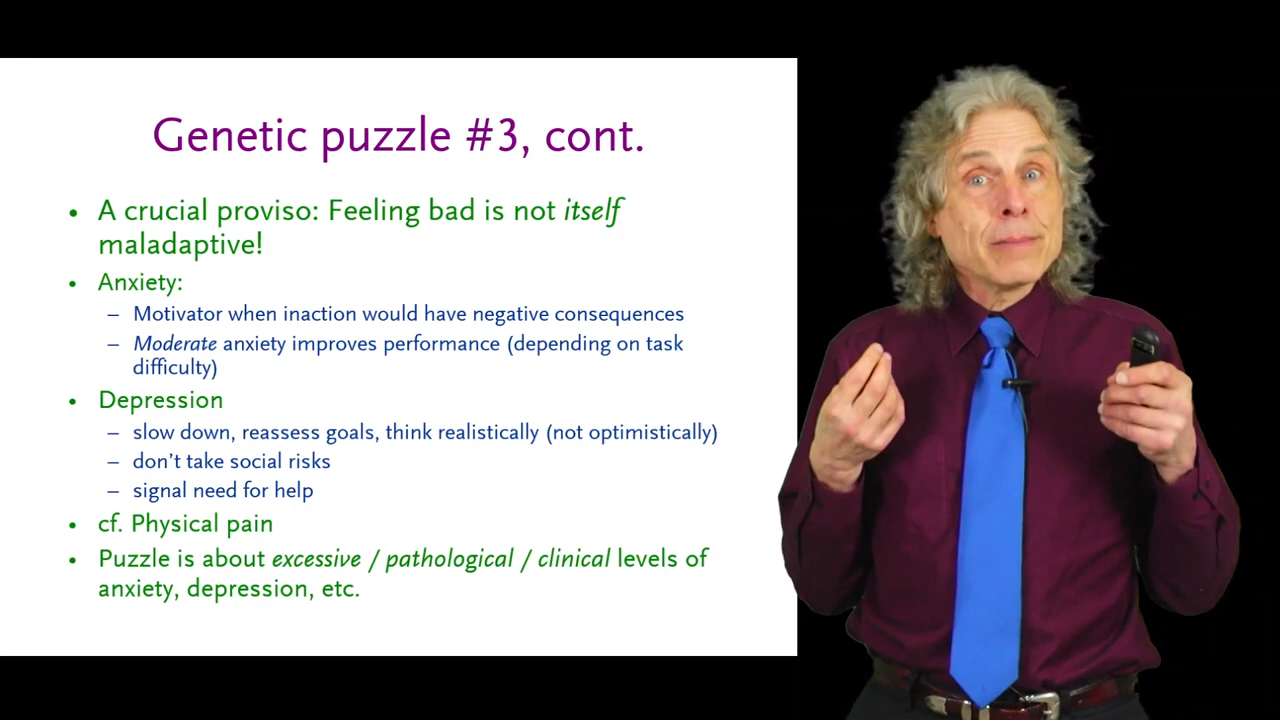 Genetic puzzle #3, cont.
• A crucial proviso: Feeling bad is not itself
maladaptive!
• Anxiety:
– Motivator when inaction would have negative consequences
– Moderate anxiety improves performance (depending on task
difficulty)
• Depression
– slow down, reassess goals, think realistically (not optimistically)
– don’t take social risks
– signal need for help
• cf. Physical pain
• Puzzle is about excessive / pathological / clinical levels of
anxiety, depression, etc.